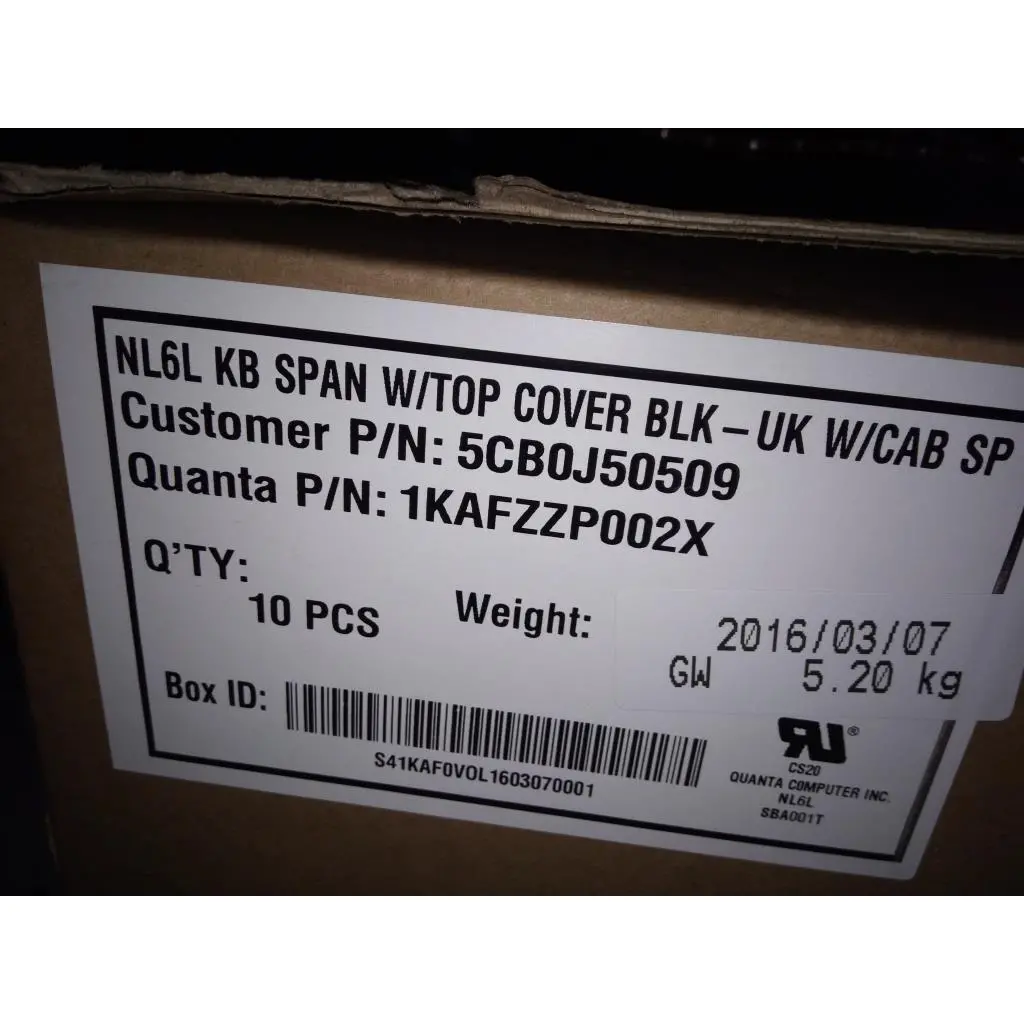 NL6L KB SPAN W/TOP COVER BLK–UK W/CAB SP
Customer P/N: 5CB0J50509
Quanta P/N: 1KAFZZP002X
Q'TY:
10 PCS
Weight:
2016/03/07
GW 5.20 kg
Box ID:
S41KAF0VOL1603070001
RU®
CS20
QUANTA COMPUTER INC.
NL6L
SBA001T